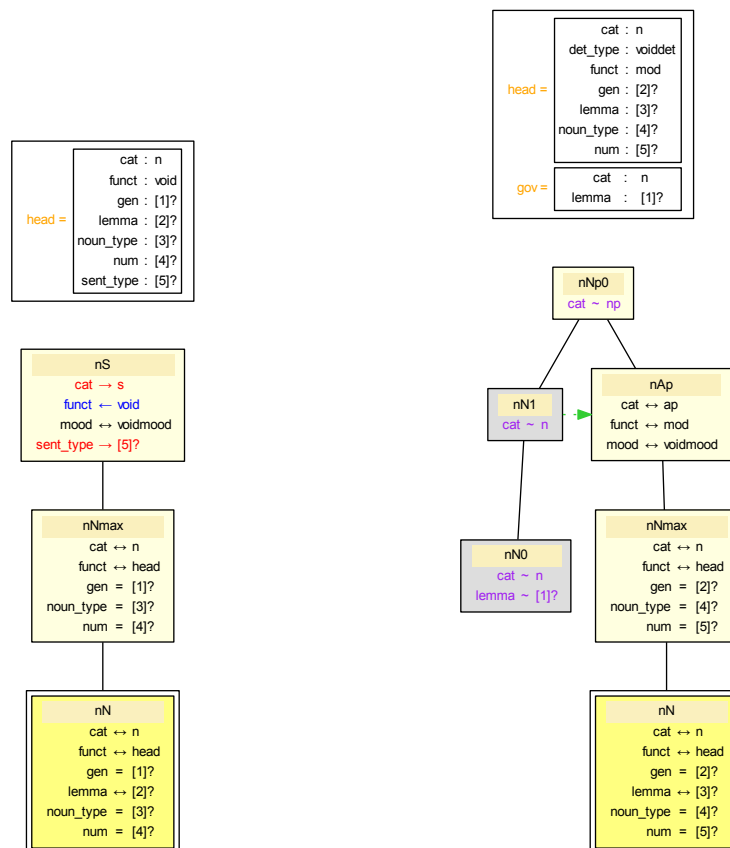 head =
cat : n
funct : void
gen : [1]?
lemma : [2]?
noun_type : [3]?
num : [4]?
sent_type : [5]?
nS
cat → s
funct ← void
mood ↔ voidmood
sent_type → [5]?
nNmax
cat ↔ n
funct ↔ head
gen = [1]?
noun_type = [3]?
num = [4]?
nN
cat ↔ n
funct ↔ head
gen = [1]?
lemma ↔ [2]?
noun_type = [3]?
num = [4]?
head =
cat : n
det_type : voiddet
funct : mod
gen : [2]?
lemma : [3]?
noun_type : [4]?
num : [5]?
gov =
cat : n
lemma : [1]?
nNp0
cat ~ np
nN1
cat ~ n
nAp
cat ↔ ap
funct ↔ mod
mood ↔ voidmood
nN0
cat ~ n
lemma ~ [1]?
nNmax
cat ↔ n
funct ↔ head
gen = [2]?
noun_type = [4]?
num = [5]?
nN
cat ↔ n
funct ↔ head
gen = [2]?
lemma ↔ [3]?
noun_type = [4]?
num = [5]?